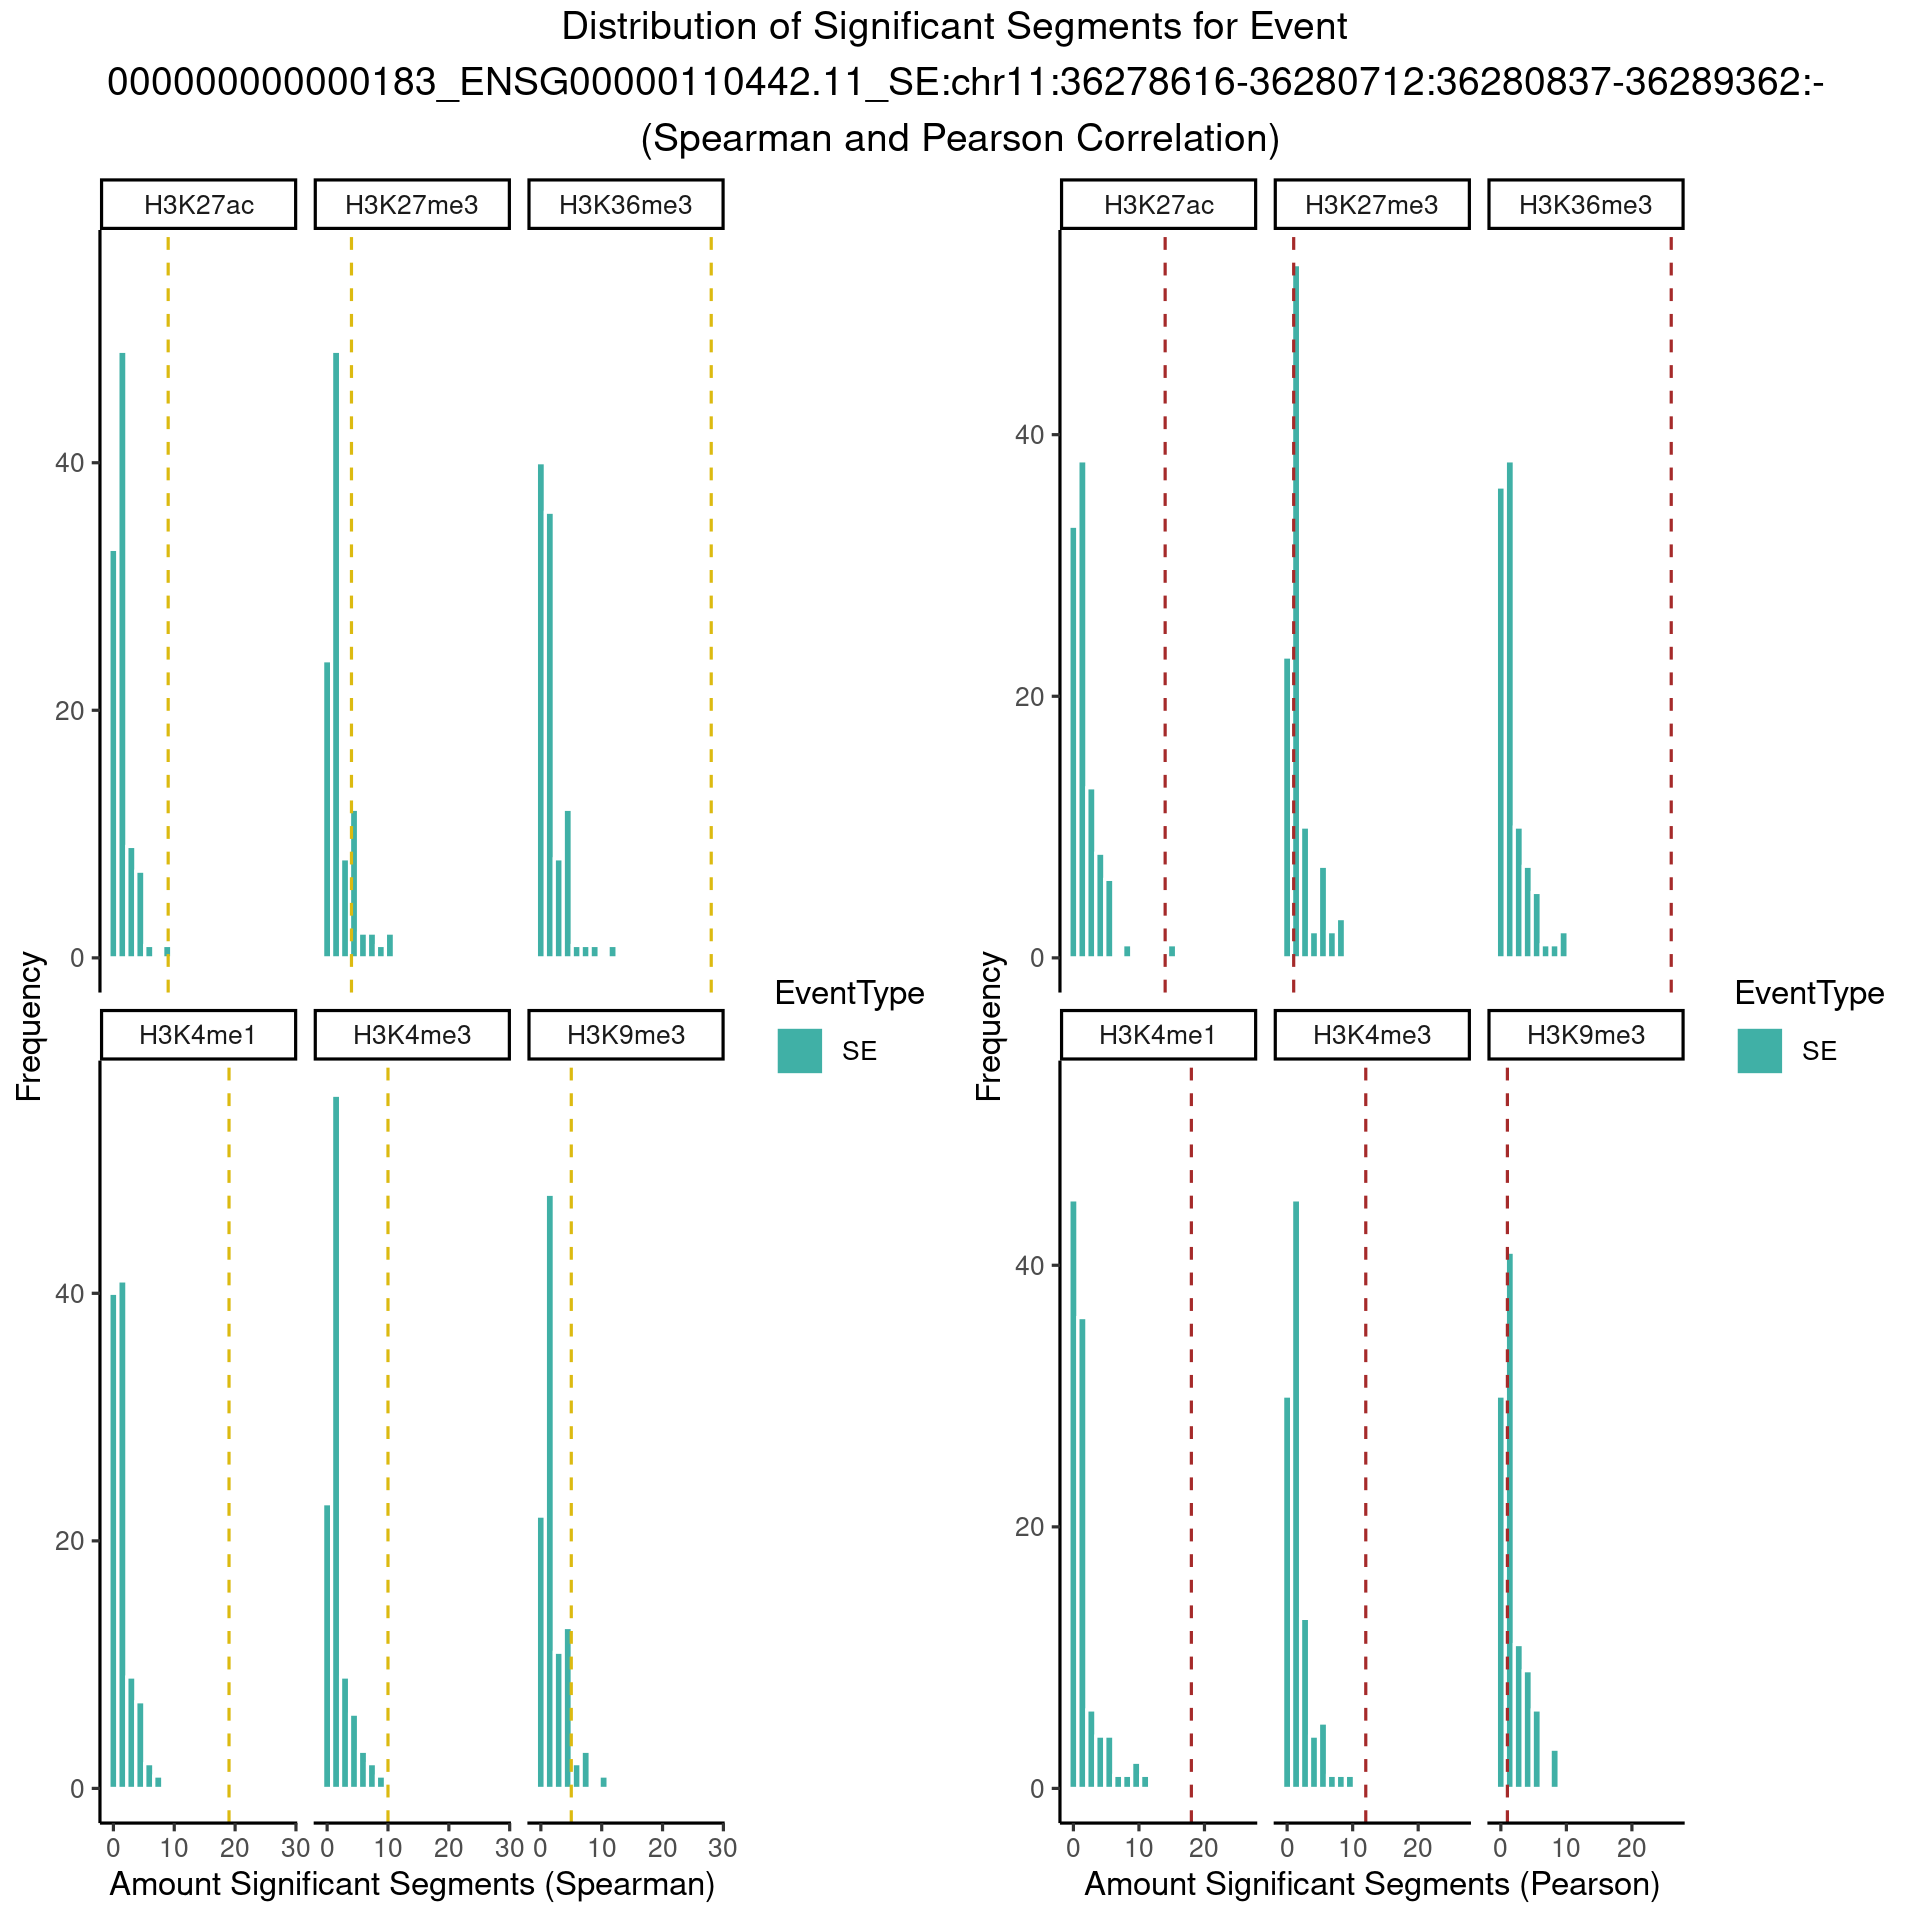 Distribution of Significant Segments for Event
000000000000183_ENSG00000110442.11_SE:chr11:36278616-36280712:36280837-36289362:-
(Spearman and Pearson Correlation)
H3K27ac H3K27me3 H3K36me3
40
20
0
H3K4me1 H3K4me3 H3K9me3
40
20
0
0 10 20 30 0 10 20 30 0 10 20 30
Amount Significant Segments (Spearman)
Frequency
EventType
SE
H3K27ac H3K27me3 H3K36me3
40
20
0
H3K4me1 H3K4me3 H3K9me3
40
20
0
0 10 20 0 10 20 0 10 20
Amount Significant Segments (Pearson)
Frequency
EventType
SE